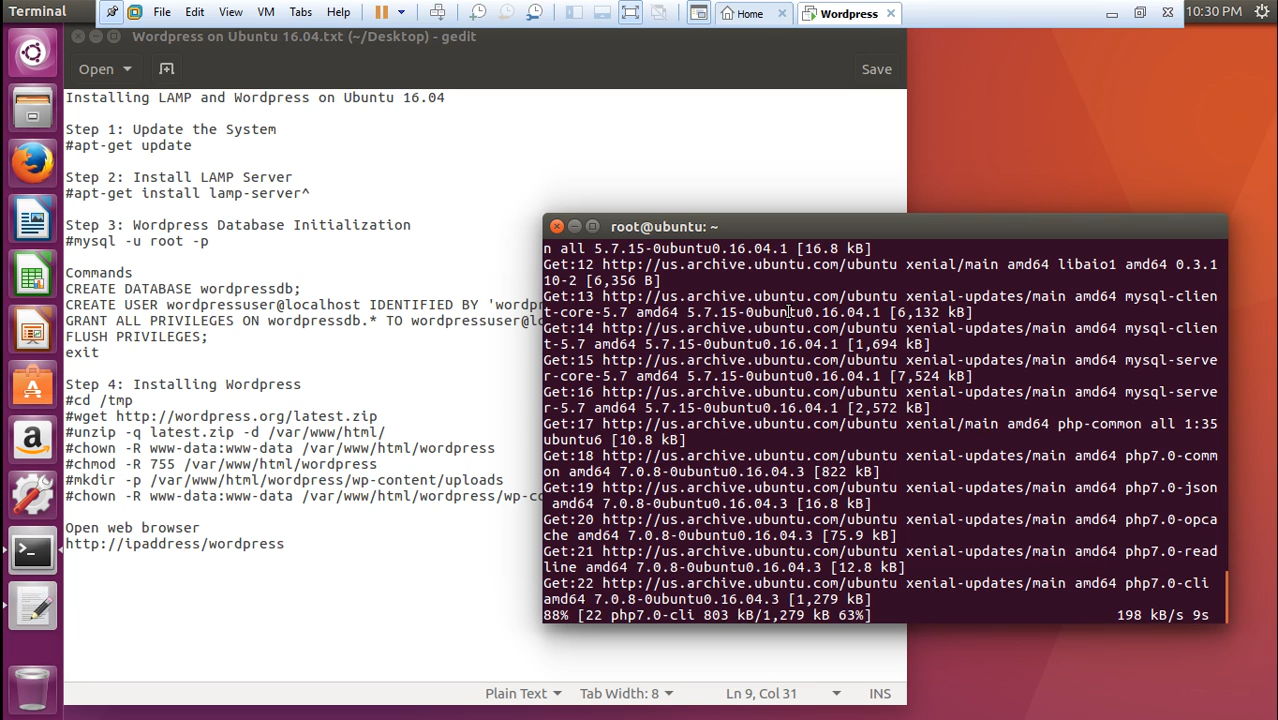 Terminal
File Edit View VM Tabs Help
Home
Wordpress
10:30 PM
Wordpress on Ubuntu 16.04.txt (~/Desktop) - gedit
Open
Save
Installing LAMP and Wordpress on Ubuntu 16.04
Step 1: Update the System
#apt-get update
Step 2: Install LAMP Server
#apt-get install lamp-server^
Step 3: Wordpress Database Initialization
#mysql -u root -p
Commands
CREATE DATABASE wordpressdb;
CREATE USER wordpressuser@localhost IDENTIFIED BY 'wordpr
GRANT ALL PRIVILEGES ON wordpressdb.* TO wordpressuser@lo
FLUSH PRIVILEGES;
exit
Step 4: Installing Wordpress
#cd /tmp
#wget http://wordpress.org/latest.zip
#unzip -q latest.zip -d /var/www/html/
#chown -R www-data:www-data /var/www/html/wordpress
#chmod -R 755 /var/www/html/wordpress
#mkdir -p /var/www/html/wordpress/wp-content/uploads
#chown -R www-data:www-data /var/www/html/wordpress/wp-co
Open web browser
http://ipaddress/wordpress
root@ubuntu: ~
n all 5.7.15-0ubuntu0.16.04.1 [16.8 kB]
Get:12 http://us.archive.ubuntu.com/ubuntu xenial/main amd64 libaio1 amd64 0.3.1
10-2 [6,356 B]
Get:13 http://us.archive.ubuntu.com/ubuntu xenial-updates/main amd64 mysql-clien
t-core-5.7 amd64 5.7.15-0ubuntu0.16.04.1 [6,132 kB]
Get:14 http://us.archive.ubuntu.com/ubuntu xenial-updates/main amd64 mysql-clien
t-5.7 amd64 5.7.15-0ubuntu0.16.04.1 [1,694 kB]
Get:15 http://us.archive.ubuntu.com/ubuntu xenial-updates/main amd64 mysql-serve
r-core-5.7 amd64 5.7.15-0ubuntu0.16.04.1 [7,524 kB]
Get:16 http://us.archive.ubuntu.com/ubuntu xenial-updates/main amd64 mysql-serve
r-5.7 amd64 5.7.15-0ubuntu0.16.04.1 [2,572 kB]
Get:17 http://us.archive.ubuntu.com/ubuntu xenial/main amd64 php-common all 1:35
ubuntu6 [10.8 kB]
Get:18 http://us.archive.ubuntu.com/ubuntu xenial-updates/main amd64 php7.0-comm
on amd64 7.0.8-0ubuntu0.16.04.3 [822 kB]
Get:19 http://us.archive.ubuntu.com/ubuntu xenial-updates/main amd64 php7.0-json
 amd64 7.0.8-0ubuntu0.16.04.3 [16.8 kB]
Get:20 http://us.archive.ubuntu.com/ubuntu xenial-updates/main amd64 php7.0-opca
che amd64 7.0.8-0ubuntu0.16.04.3 [75.9 kB]
Get:21 http://us.archive.ubuntu.com/ubuntu xenial-updates/main amd64 php7.0-read
line amd64 7.0.8-0ubuntu0.16.04.3 [12.8 kB]
Get:22 http://us.archive.ubuntu.com/ubuntu xenial-updates/main amd64 php7.0-cli
amd64 7.0.8-0ubuntu0.16.04.3 [1,279 kB]
88% [22 php7.0-cli 803 kB/1,279 kB 63%] 198 kB/s 9s
Plain Text Tab Width: 8 Ln 9, Col 31 INS